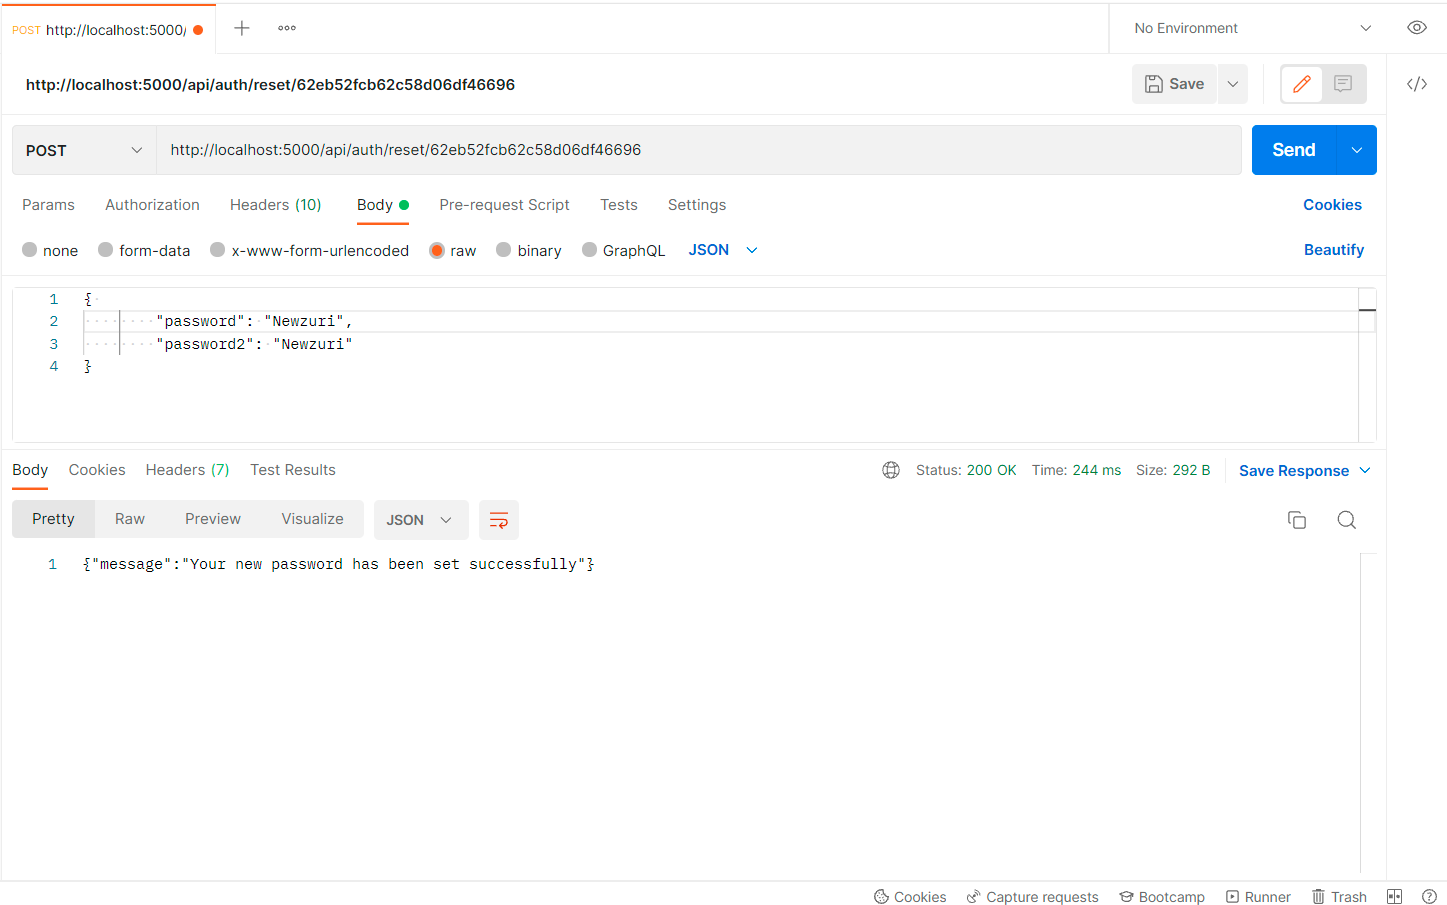 POST http://localhost:5000/
No Environment
http://localhost:5000/api/auth/reset/62eb52fcb62c58d06df46696
Save
POST
http://localhost:5000/api/auth/reset/62eb52fcb62c58d06df46696
Send
Params Authorization Headers (10) Body Pre-request Script Tests Settings Cookies
none form-data x-www-form-urlencoded raw binary GraphQL JSON Beautify
1 {
2 "password": "Newzuri",
3 "password2": "Newzuri"
4 }
Body Cookies Headers (7) Test Results Status: 200 OK Time: 244 ms Size: 292 B Save Response
Pretty Raw Preview Visualize JSON
1 {"message":"Your new password has been set successfully"}
Cookies Capture requests Bootcamp Runner Trash